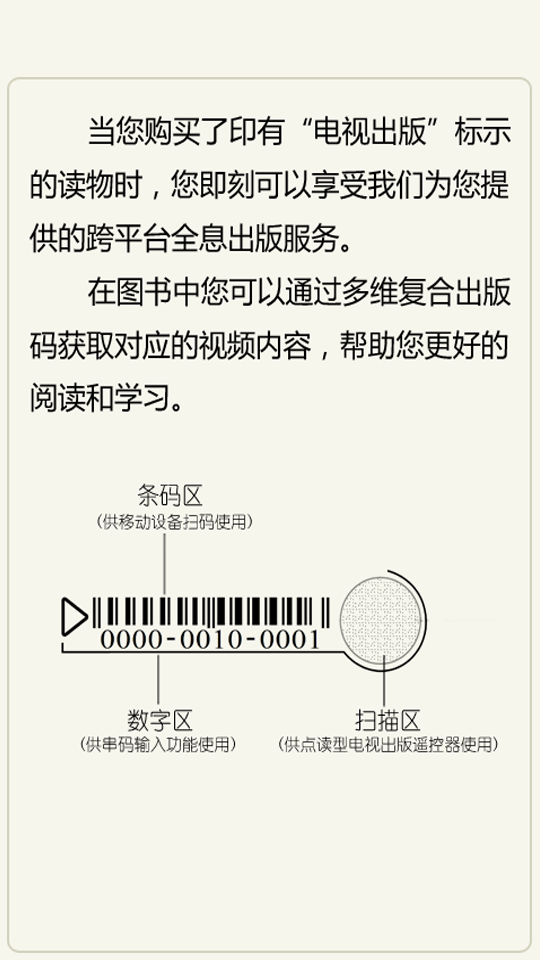 当您购买了印有“电视出版”标示
的读物时，您即刻可以享受我们为您提
供的跨平台全息出版服务。
在图书中您可以通过多维复合出版
码获取对应的视频内容，帮助您更好的
阅读和学习。
条码区
(供移动设备扫码使用)
0000-0010-0001
数字区
(供串码输入功能使用)
扫描区
(供点读型电视出版遥控器使用)